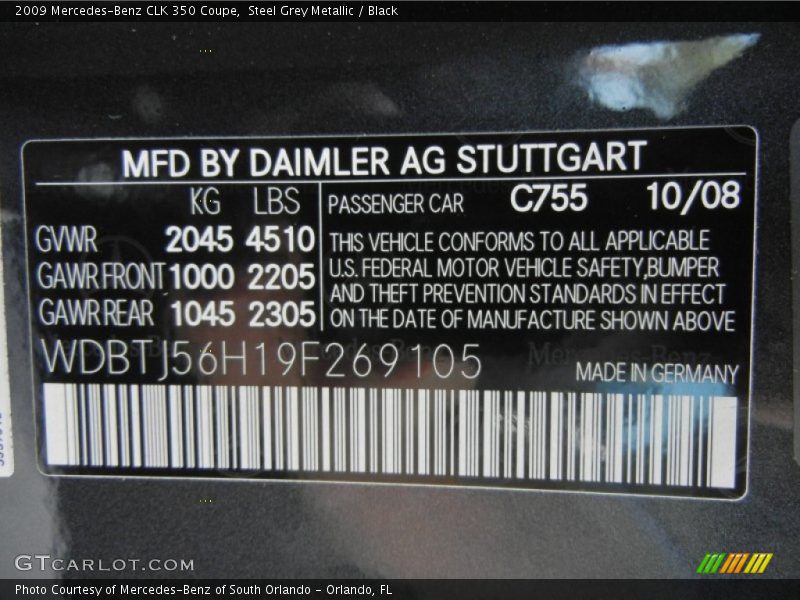 2009 Mercedes-Benz CLK 350 Coupe,  Steel Grey Metallic / Black
MFD BY DAIMLER AG STUTTGART
KG LBS
GVWR 2045 4510
GAWR FRONT 1000 2205
GAWR REAR 1045 2305
PASSENGER CAR C755 10/08
THIS VEHICLE CONFORMS TO ALL APPLICABLE
U.S. FEDERAL MOTOR VEHICLE SAFETY,BUMPER
AND THEFT PREVENTION STANDARDS IN EFFECT
ON THE DATE OF MANUFACTURE SHOWN ABOVE
WDBTJ56H19F269105
MADE IN GERMANY
GTCARLOT.COM
Photo Courtesy of Mercedes-Benz of South Orlando - Orlando, FL